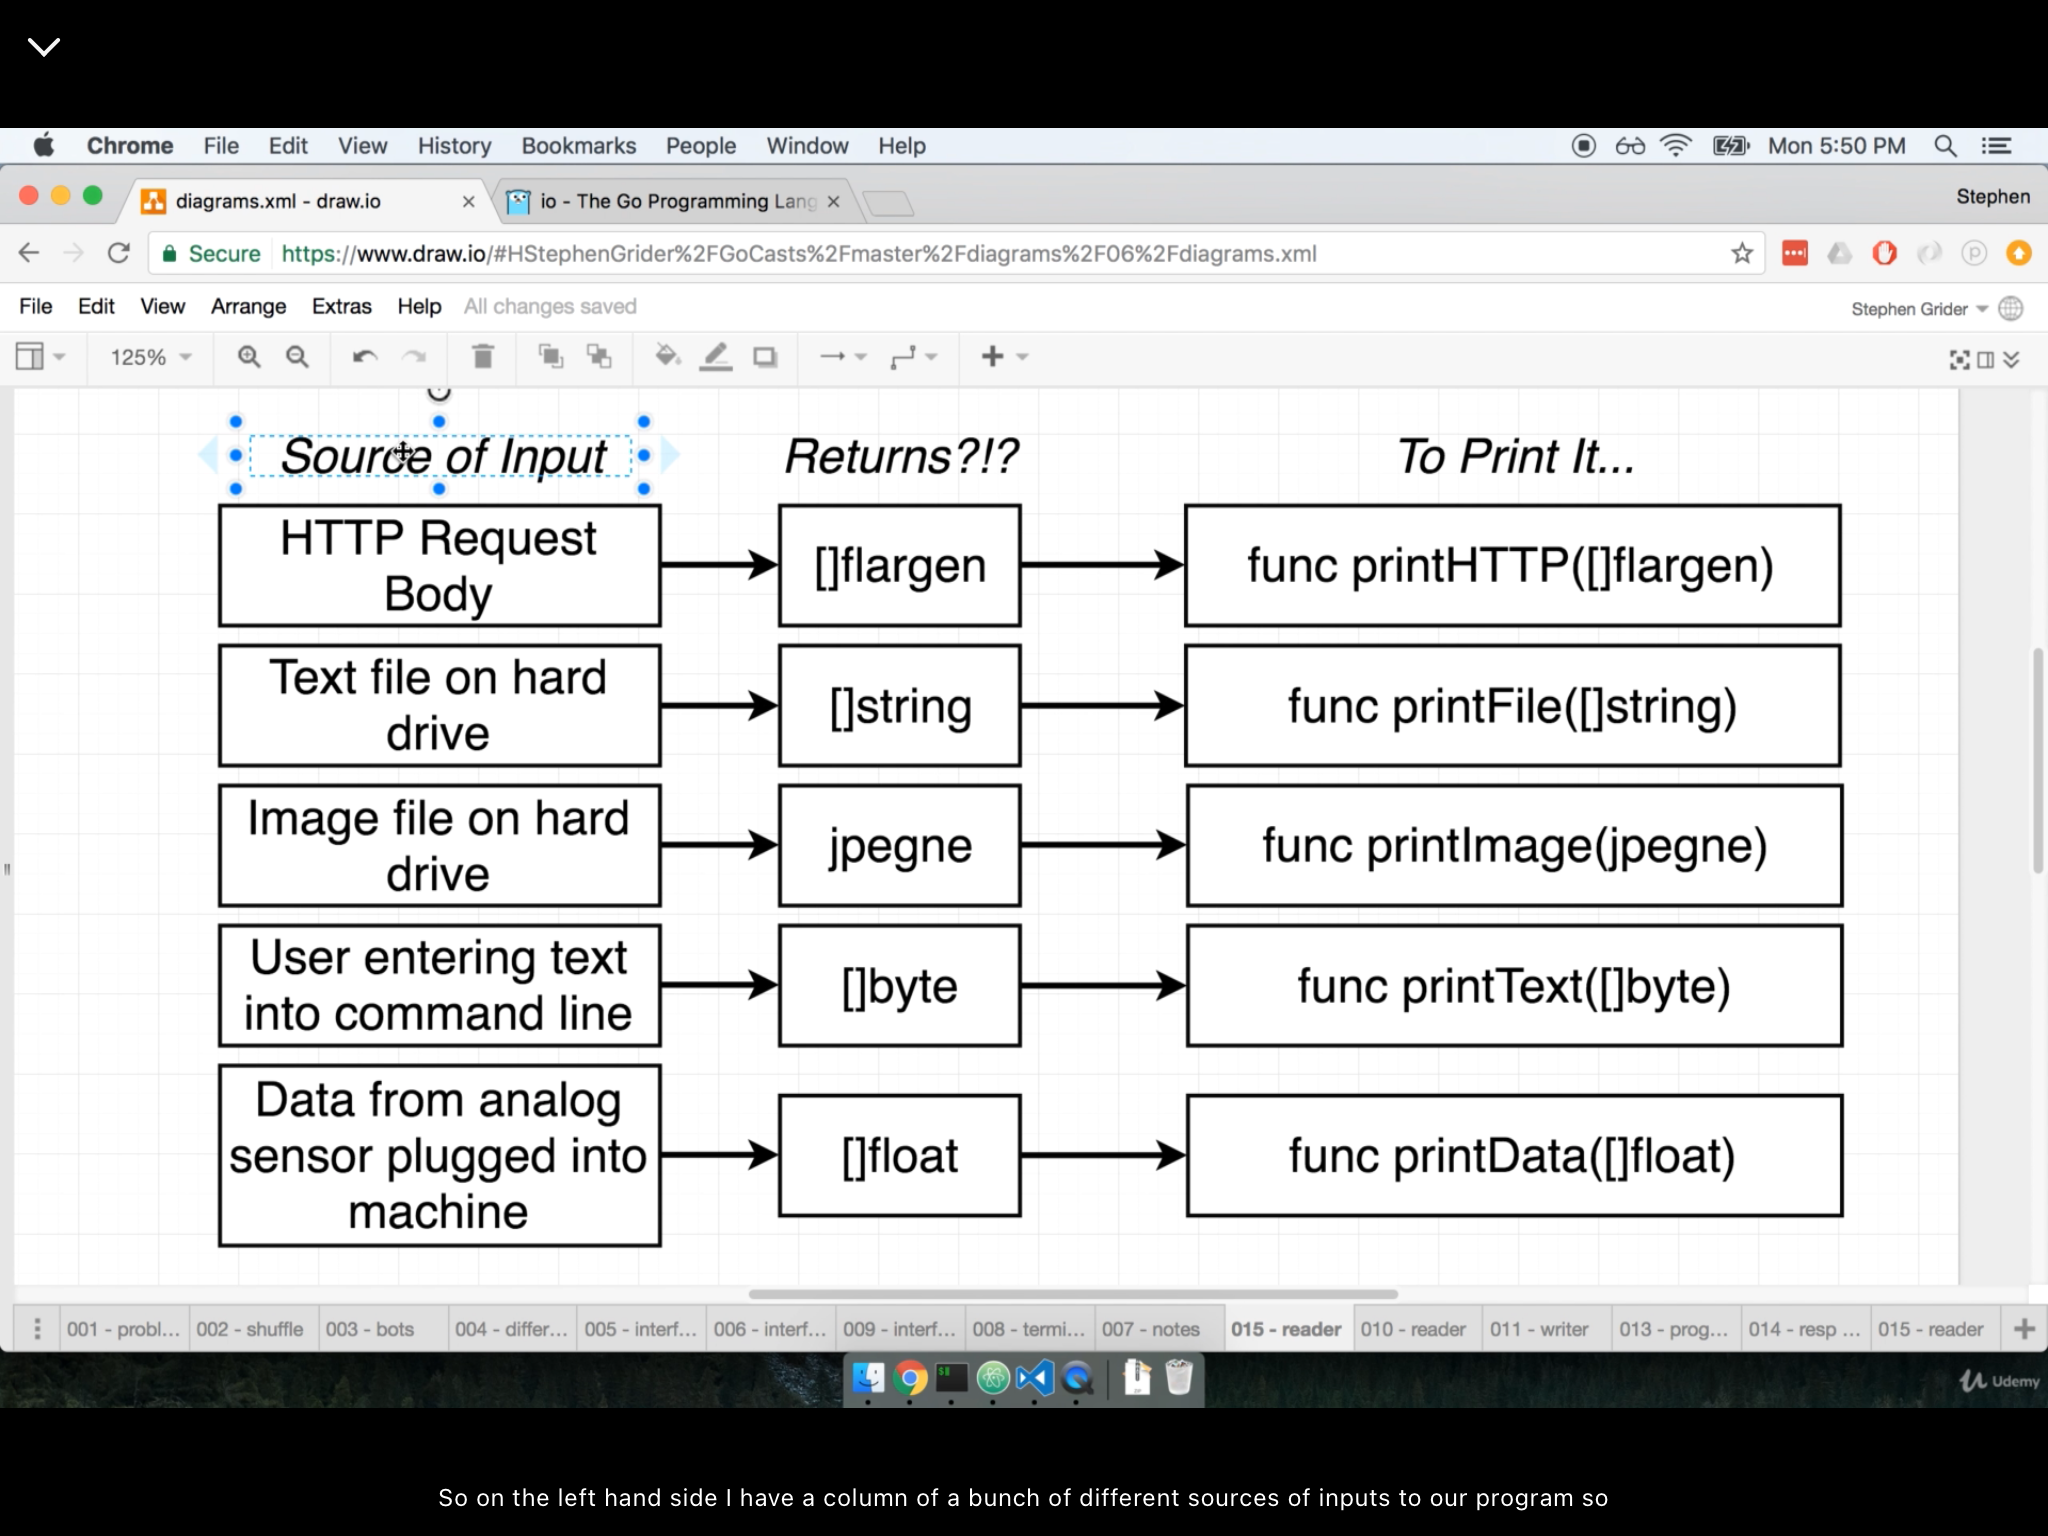 Chrome File Edit View History Bookmarks People Window Help Mon 5:50 PM
diagrams.xml - draw.io io - The Go Programming Lang Stephen
Secure https://www.draw.io/#HStephenGrider%2FGoCasts%2Fmaster%2Fdiagrams%2F06%2Fdiagrams.xml
File Edit View Arrange Extras Help All changes saved Stephen Grider
125%
Source of Input Returns?!? To Print It...
HTTP Request
Body
[]flargen
func printHTTP([]flargen)
Text file on hard
drive
[]string
func printFile([]string)
Image file on hard
drive
jpegne
func printImage(jpegne)
User entering text
into command line
[]byte
func printText([]byte)
Data from analog
sensor plugged into
machine
[]float
func printData([]float)
001 - probl... 002 - shuffle 003 - bots 004 - differ... 005 - interf... 006 - interf... 009 - interf... 008 - termi... 007 - notes 015 - reader 010 - reader 011 - writer 013 - prog... 014 - resp ... 015 - reader
Udemy
So on the left hand side I have a column of a bunch of different sources of inputs to our program so